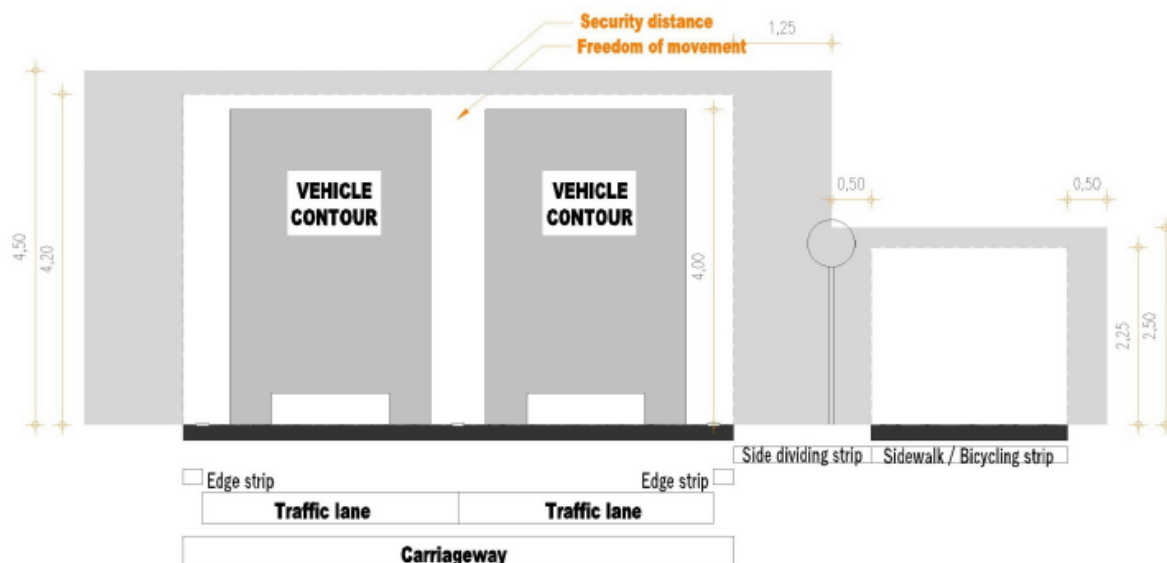 Security distance
Freedom of movement
1,25
VEHICLE
CONTOUR
VEHICLE
CONTOUR
0,50
0,50
4,50
4,20
4,00
2,25
2,50
Side dividing strip
Sidewalk / Bicycling strip
Edge strip
Edge strip
Traffic lane
Traffic lane
Carriageway